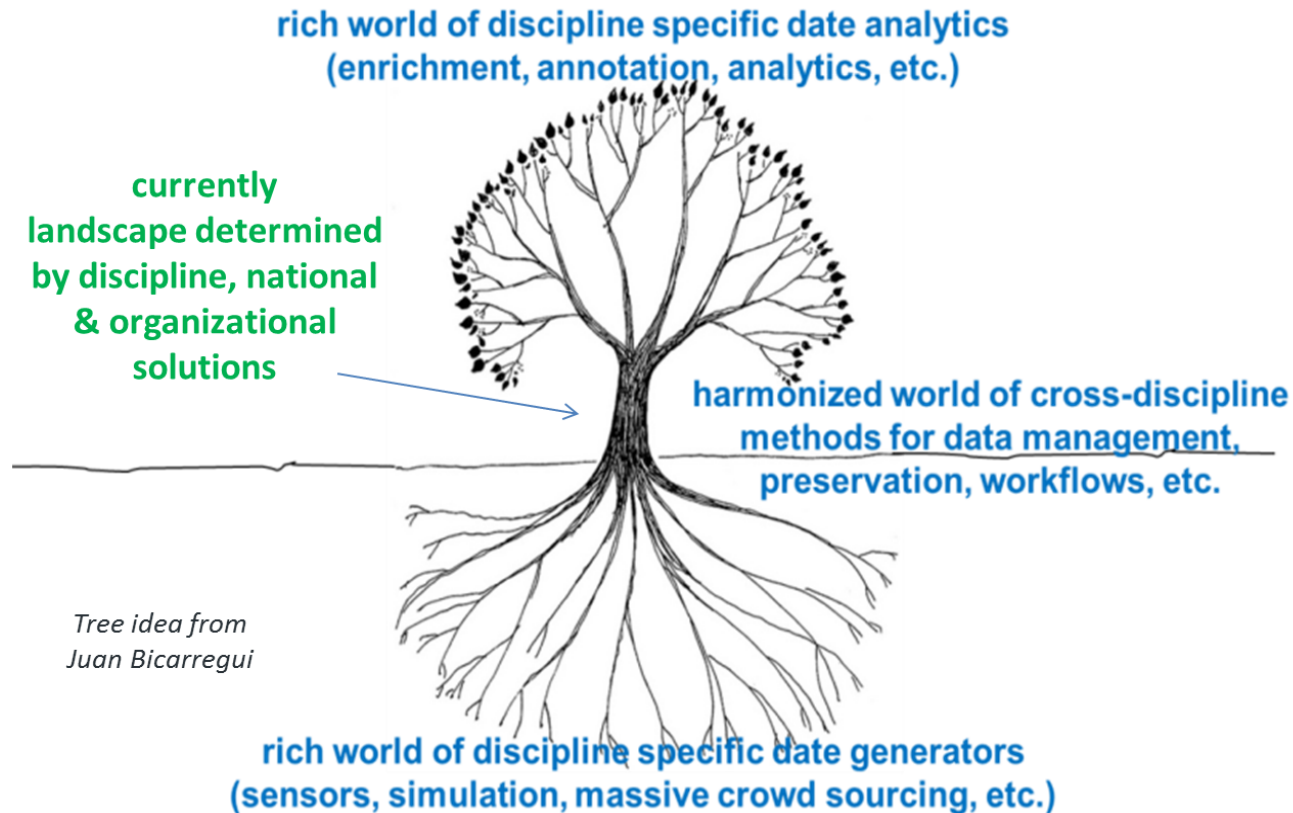 rich world of discipline specific date analytics
(enrichment, annotation, analytics, etc.)
currently
landscape determined
by discipline, national
& organizational
solutions
harmonized world of cross-discipline
methods for data management,
preservation, workflows, etc.
Tree idea from
Juan Bicarregui
rich world of discipline specific date generators
(sensors, simulation, massive crowd sourcing, etc.)